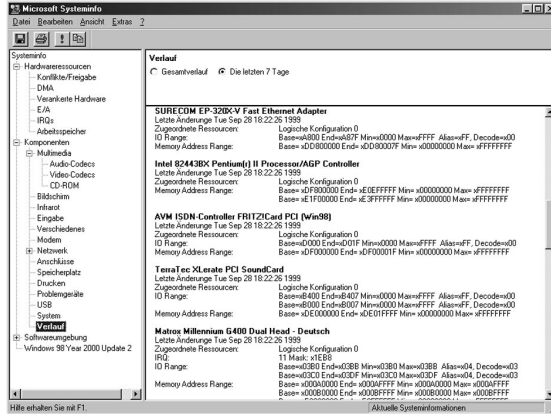 Microsoft Systeminfo
Datei Bearbeiten Ansicht Extras ?
Systeminfo
Hardwareressourcen
Konflikte/Freigabe
DMA
Verankerte Hardware
E/A
IRQs
Arbeitsspeicher
Komponenten
Multimedia
Audio-Codecs
Video-Codecs
CD-ROM
Bildschirm
Infrarot
Eingabe
Verschiedenes
Modem
Netzwerk
Anschlüsse
Speicherplatz
Drucken
Problemgeräte
USB
System
Verlauf
Softwareumgebung
Windows 98 Year 2000 Update 2
Verlauf
Gesamtverlauf Die letzten 7 Tage
SURECOM EP-320X-V Fast Ethernet Adapter
Letzte Änderung Tue Sep 28 18:22:26 1999
Zugeordnete Ressourcen: Logische Konfiguration 0
IO Range: Base=xA800 End=xA87F Min=x0000 Max=xFFFF Alias=xFF, Decode=x00
Memory Address Range: Base= xDD800000 End= xDD80007F Min= x00000000 Max= xFFFFFFFF
Intel 82443BX Pentium(r) II Processor/AGP Controller
Letzte Änderung Tue Sep 28 18:22:26 1999
Zugeordnete Ressourcen: Logische Konfiguration 0
Memory Address Range: Base= xDF800000 End= xE0EFFFFF Min= x00000000 Max= xFFFFFFFF
Base= xE1F00000 End= xE3FFFFFF Min= x00000000 Max= xFFFFFFFF
AVM ISDN-Controller FRITZ!Card PCI (Win98)
Letzte Änderung Tue Sep 28 18:22:26 1999
Zugeordnete Ressourcen: Logische Konfiguration 0
IO Range: Base=xD000 End=xD01F Min=x0000 Max=xFFFF Alias=xFF, Decode=x00
Memory Address Range: Base= xDF000000 End= xDF00001F Min= x00000000 Max= xFFFFFFFF
TerraTec XLerate PCI SoundCard
Letzte Änderung Tue Sep 28 18:22:26 1999
Zugeordnete Ressourcen: Logische Konfiguration 0
IO Range: Base=xB400 End=xB407 Min=x0000 Max=xFFFF Alias=xFF, Decode=x00
Base=xB000 End=xB007 Min=x0000 Max=xFFFF Alias=xFF, Decode=x00
Memory Address Range: Base= xDE000000 End= xDE01FFFF Min= x00000000 Max= xFFFFFFFF
Matrox Millennium G400 Dual Head - Deutsch
Letzte Änderung Tue Sep 28 18:22:26 1999
Zugeordnete Ressourcen: Logische Konfiguration 0
IRQ: 11 Mask: x1EB8
IO Range: Base=x03B0 End=x03BB Min=x03B0 Max=x03BB Alias=x04, Decode=x03
Base=x03C0 End=x03DF Min=x03C0 Max=x03DF Alias=x04, Decode=x03
Memory Address Range: Base= x000A0000 End= x000AFFFF Min= x000A0000 Max= x000AFFFF
Base= x000B0000 End= x000BFFFF Min= x000B0000 Max= x000BFFFF
Hilfe erhalten Sie mit F1.
Aktuelle Systeminformationen